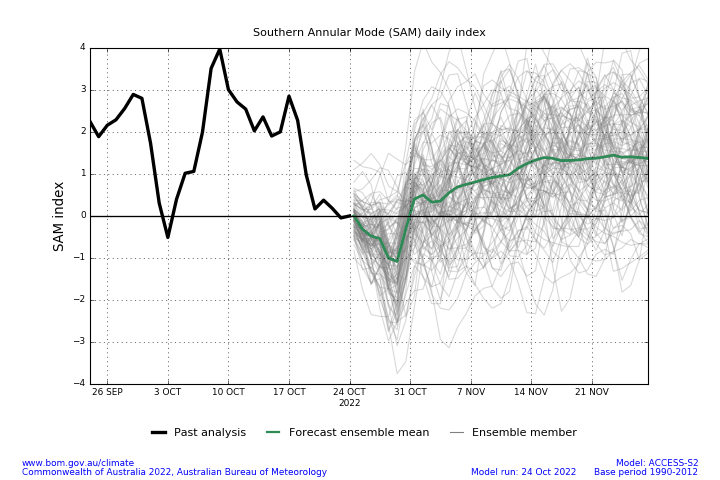 Southern Annular Mode (SAM) daily index
4
3
2
1
0
−1
−2
−3
−4
SAM index
26 SEP 3 OCT 10 OCT 17 OCT 24 OCT 31 OCT 7 NOV 14 NOV 21 NOV
2022
Past analysis Forecast ensemble mean Ensemble member
www.bom.gov.au/climate Model: ACCESS-S2
Commonwealth of Australia 2022, Australian Bureau of Meteorology Model run: 24 Oct 2022 Base period 1990-2012